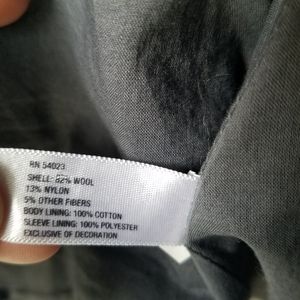 RN 54023
SHELL: 82% WOOL
13% NYLON
5% OTHER FIBERS
BODY LINING: 100% COTTON
SLEEVE LINING: 100% POLYESTER
EXCLUSIVE OF DECORATION